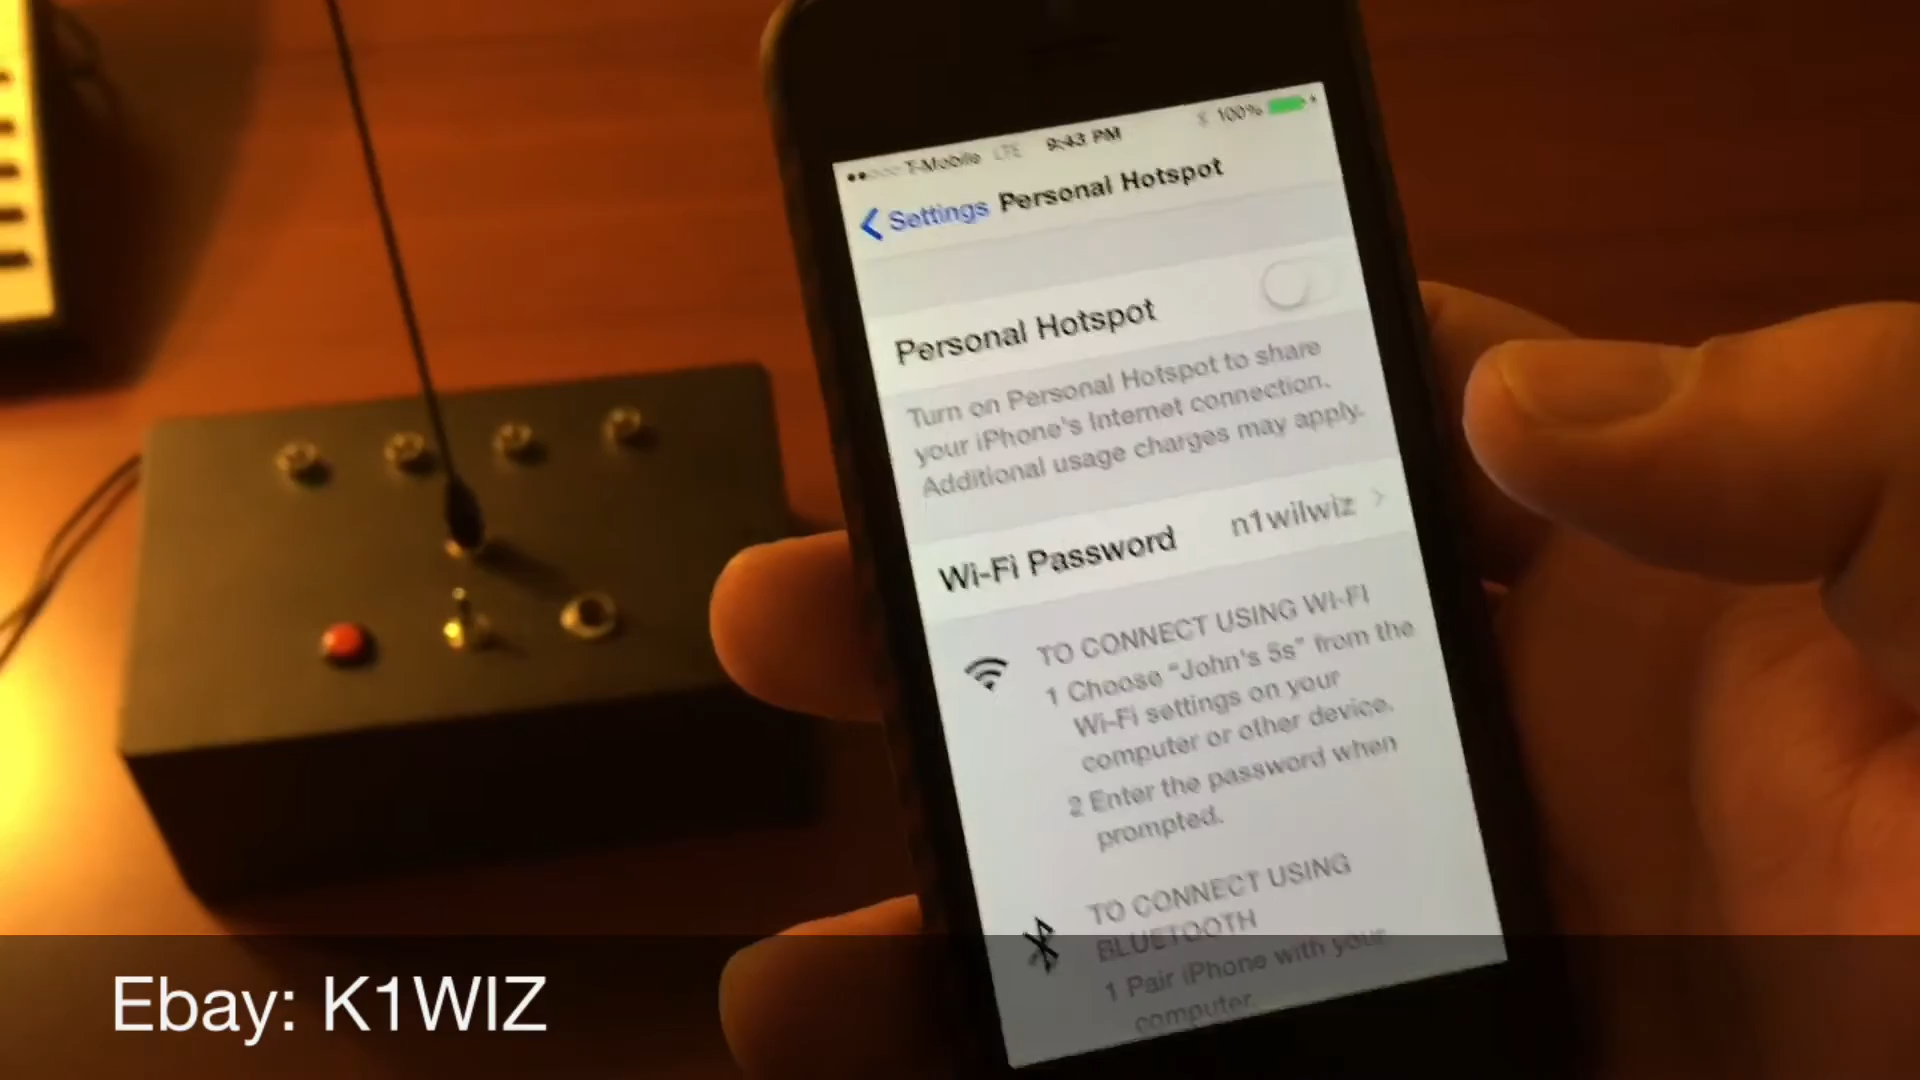 T-Mobile LTE 9:43 PM 100%
Settings Personal Hotspot
Personal Hotspot
Turn on Personal Hotspot to share
your iPhone's Internet connection.
Additional usage charges may apply.
Wi-Fi Password n1wilwiz
TO CONNECT USING WI-FI
1 Choose “John's 5s” from the
Wi-Fi settings on your
computer or other device.
2 Enter the password when
prompted.
TO CONNECT USING
BLUETOOTH
1 Pair iPhone with your
computer.
Ebay: K1WIZ